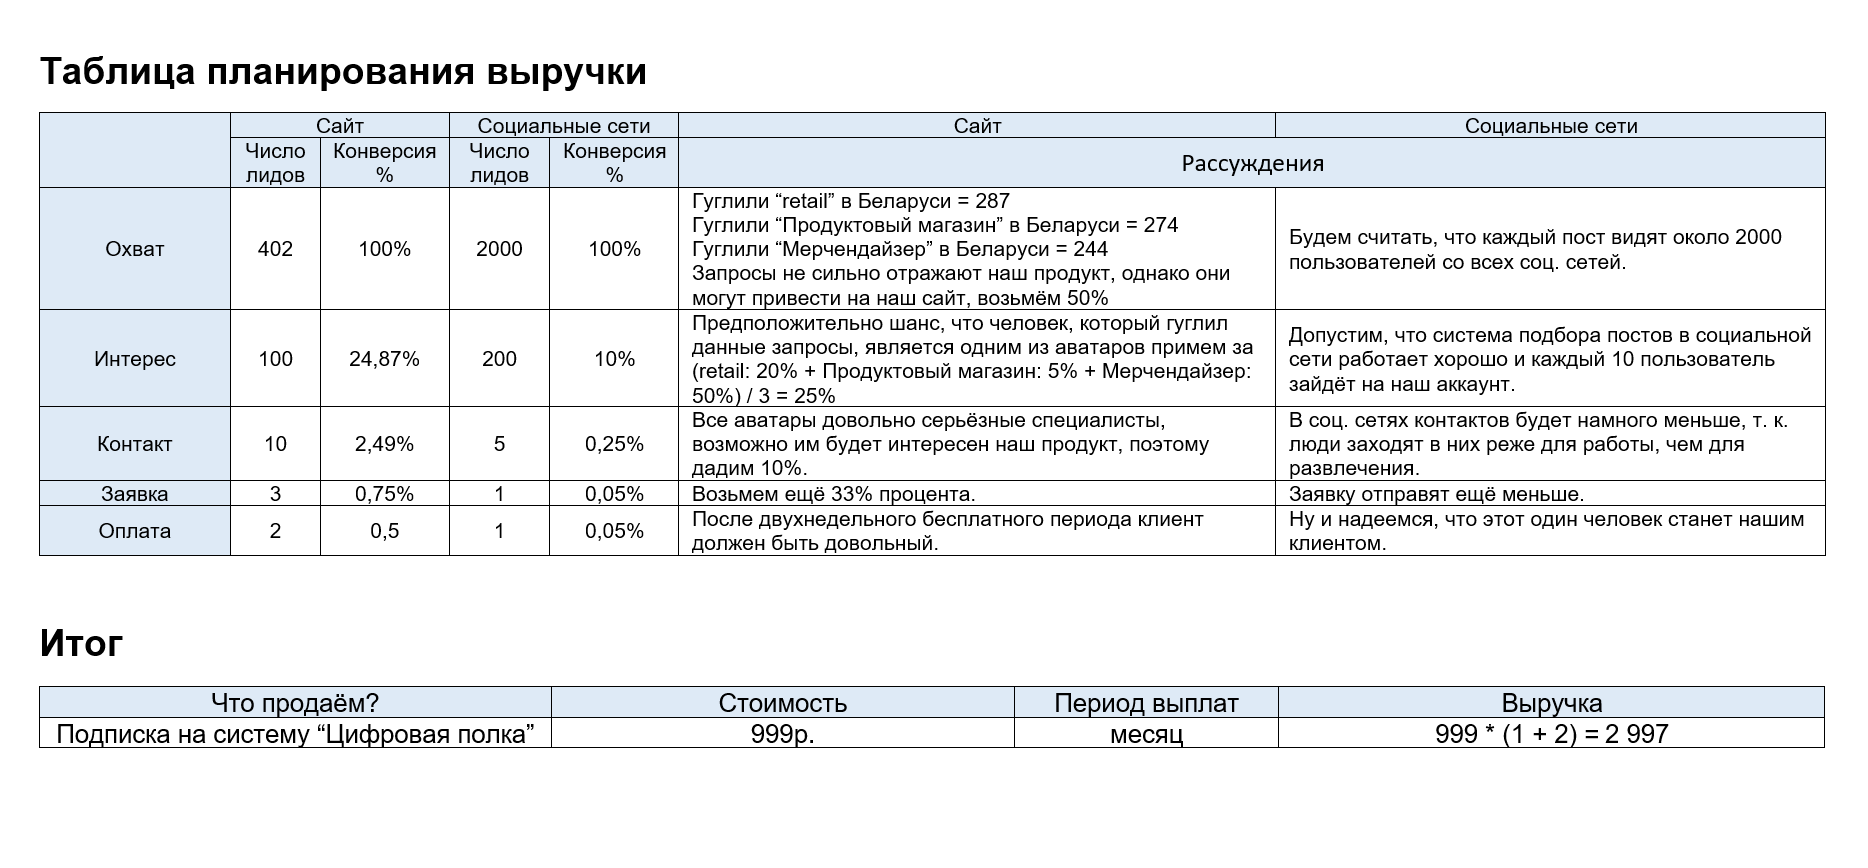 Таблица планирования выручки
Сайт
Социальные сети
Сайт
Социальные сети
Число
лидов
Конверсия
%
Число
лидов
Конверсия
%
Рассуждения
Охват
402
100%
2000
100%
Гуглили “retail” в Беларуси = 287
Гуглили “Продуктовый магазин” в Беларуси = 274
Гуглили “Мерчендайзер” в Беларуси = 244
Запросы не сильно отражают наш продукт, однако они
могут привести на наш сайт, возьмём 50%
Будем считать, что каждый пост видят около 2000
пользователей со всех соц. сетей.
Интерес
100
24,87%
200
10%
Предположительно шанс, что человек, который гуглил
данные запросы, является одним из аватаров примем за
(retail: 20% + Продуктовый магазин: 5% + Мерчендайзер:
50%) / 3 = 25%
Допустим, что система подбора постов в социальной
сети работает хорошо и каждый 10 пользователь
зайдёт на наш аккаунт.
Контакт
10
2,49%
5
0,25%
Все аватары довольно серьёзные специалисты,
возможно им будет интересен наш продукт, поэтому
дадим 10%.
В соц. сетях контактов будет намного меньше, т. к.
люди заходят в них реже для работы, чем для
развлечения.
Заявка
3
0,75%
1
0,05%
Возьмем ещё 33% процента.
Заявку отправят ещё меньше.
Оплата
2
0,5
1
0,05%
После двухнедельного бесплатного периода клиент
должен быть довольный.
Ну и надеемся, что этот один человек станет нашим
клиентом.
Итог
Что продаём?
Стоимость
Период выплат
Выручка
Подписка на систему “Цифровая полка”
999р.
месяц
999 * (1 + 2) = 2 997